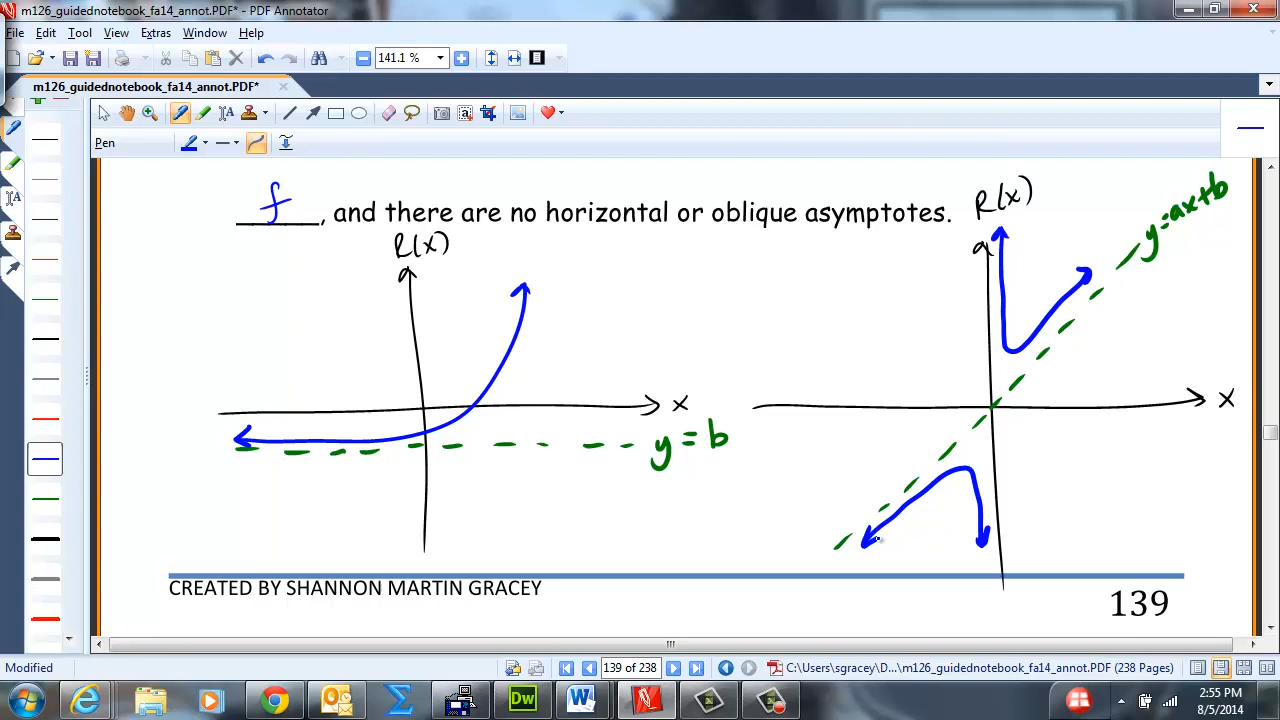 m126_guidednotebook_fa14_annot.PDF* - PDF Annotator
File Edit Tool View Extras Window Help
141.1 %
m126_guidednotebook_fa14_annot.PDF*
Pen
f, and there are no horizontal or oblique asymptotes.
R(x)
R(x)
y=ax+b
x
x
y = b
CREATED BY SHANNON MARTIN GRACEY
139
139 of 238
C:\Users\sgracey\D...\m126_guidednotebook_fa14_annot.PDF (238 Pages)
Modified
Dw
W
2:55 PM
8/5/2014